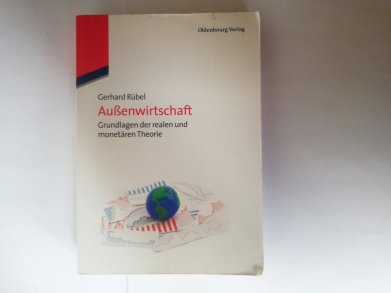 Oldenbourg Verlag
Gerhard Rübel
Außenwirtschaft
Grundlagen der realen und
monetären Theorie